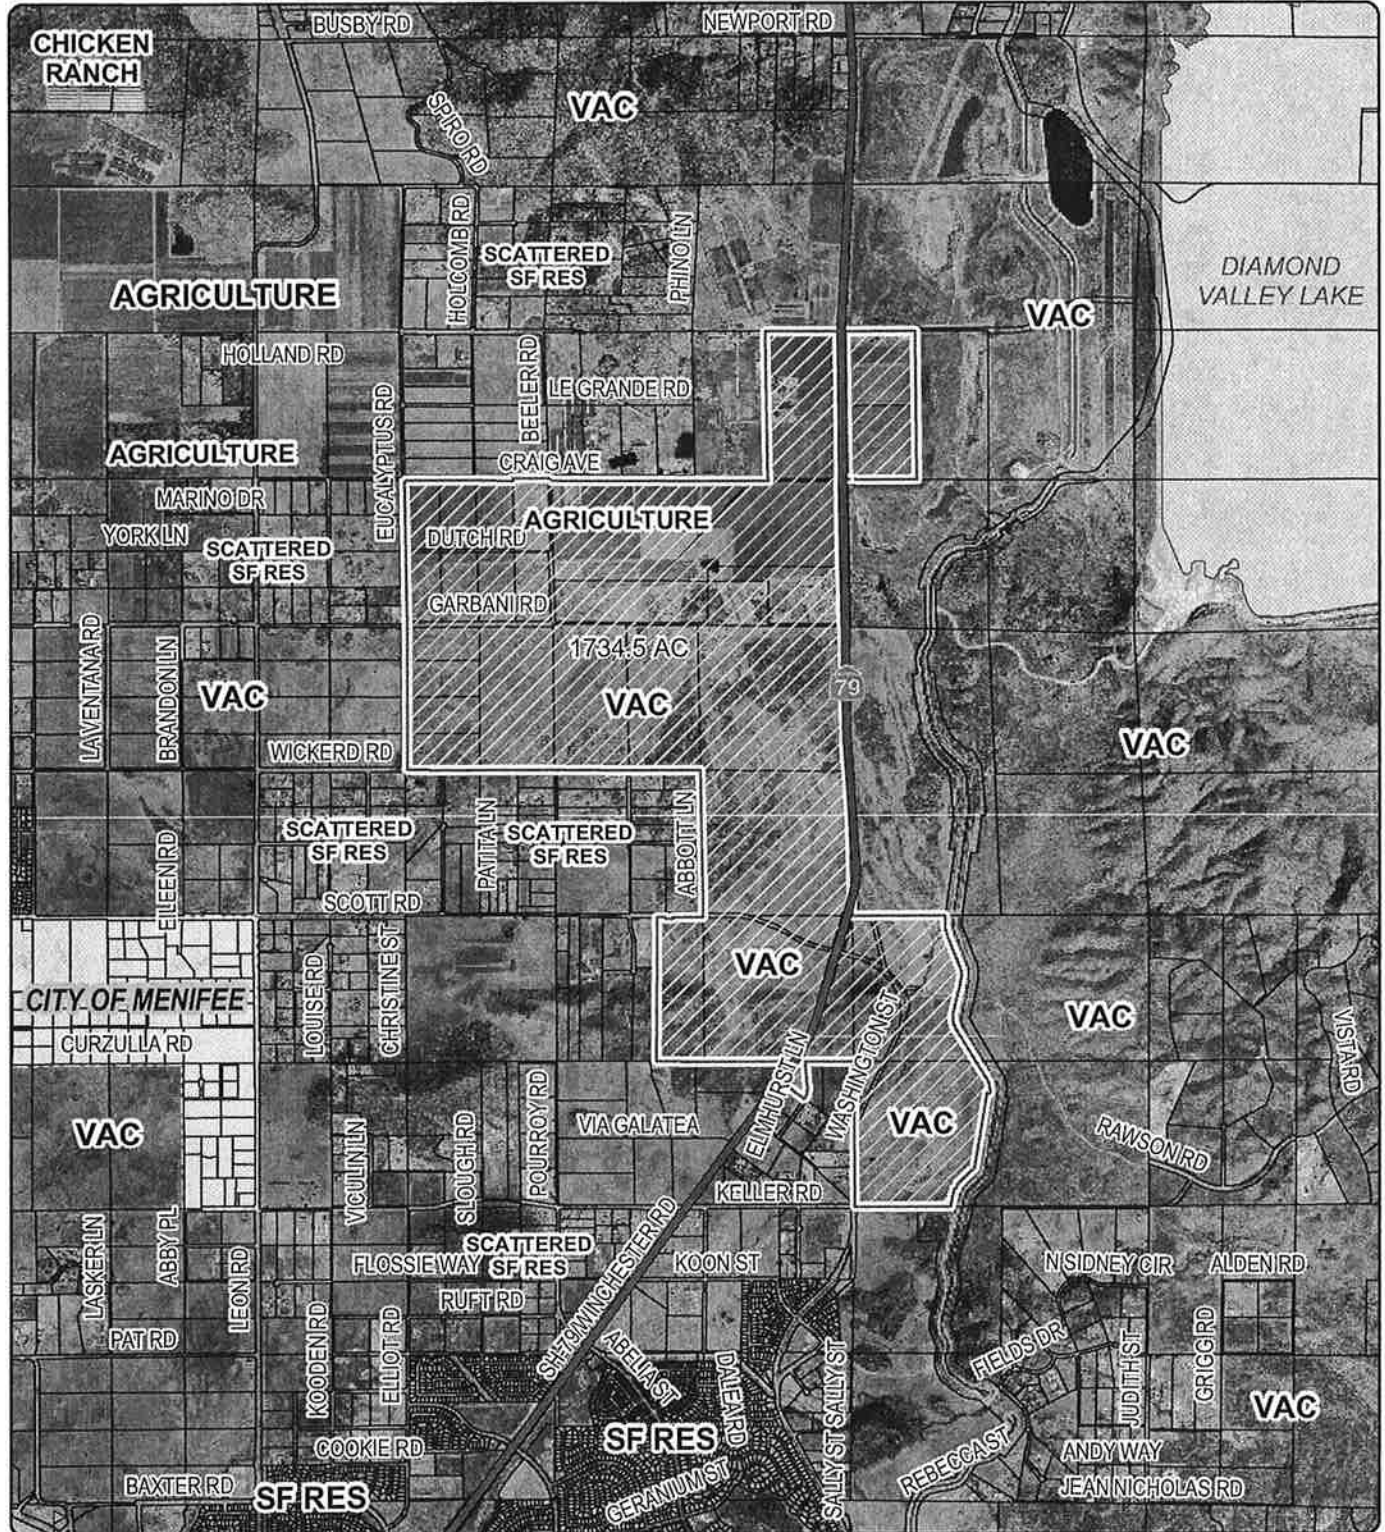 BUSBY RD
NEWPORT RD
CHICKEN
RANCH
VAC
SPIRO RD
HOLCOMB RD
SCATTERED
SF RES
RHINO LN
DIAMOND
VALLEY LAKE
AGRICULTURE
VAC
HOLLAND RD
BEELER RD
LE GRANDE RD
EUCALYPTUS RD
AGRICULTURE
CRAIG AVE
MARINO DR
AGRICULTURE
YORK LN
DUTCH RD
SCATTERED
SF RES
GARBANI RD
LAVENTANA RD
BRANDON LN
1734.5 AC
VAC
VAC
79
WICKERD RD
VAC
SCATTERED
SF RES
PATITA LN
SCATTERED
SF RES
ABBOTT LN
EILEEN RD
SCOTT RD
VAC
CITY OF MENIFEE
LOUISE RD
CHRISTINE ST
WASHINGTON ST
VAC
VISTA RD
CURZULLA RD
ELMHURST LN
VAC
VICULIN LN
SLOUGH RD
POURROY RD
VIA GALATEA
VAC
RAWSON RD
KELLER RD
LASKER LN
ABBY PL
LEON RD
FLOSSIE WAY
SCATTERED
SF RES
SH-79/WINCHESTER RD
KOON ST
N SIDNEY CIR
ALDEN RD
RUFT RD
PAT RD
KOODEN RD
ELLIOT RD
ABELIA ST
DALEA RD
SALLY ST
SALLY ST
FIELDS DR
JUDITH ST
GRIGG RD
VAC
COOKIE RD
SF RES
REBECCA ST
ANDY WAY
BAXTER RD
SF RES
GERANIUM ST
JEAN NICHOLAS RD